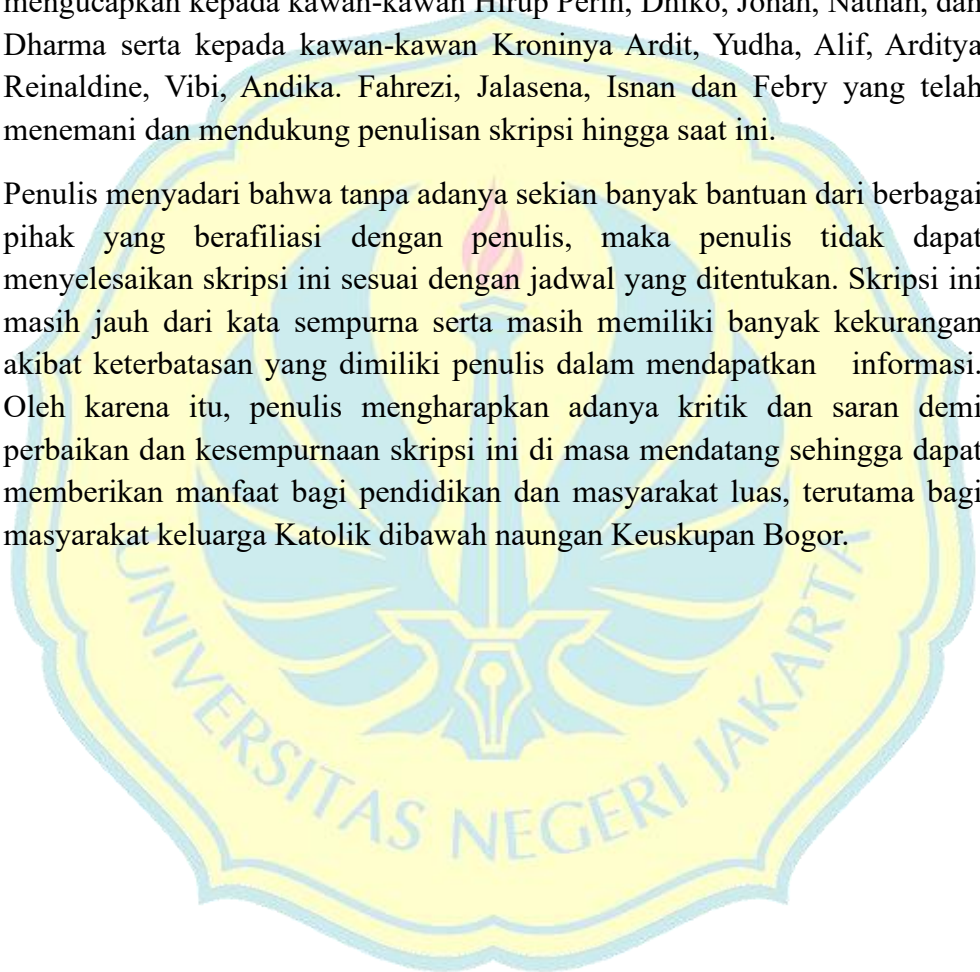 mengucapkan kepada kawan-kawan Hirup Perih, Dhiko, Johan, Nathan, dan
Dharma serta kepada kawan-kawan Kroninya Ardit, Yudha, Alif, Arditya
Reinaldine, Vibi, Andika. Fahrezi, Jalasena, Isnan dan Febry yang telah
menemani dan mendukung penulisan skripsi hingga saat ini.
Penulis menyadari bahwa tanpa adanya sekian banyak bantuan dari berbagai
pihak yang berafiliasi dengan penulis, maka penulis tidak dapat
menyelesaikan skripsi ini sesuai dengan jadwal yang ditentukan. Skripsi ini
masih jauh dari kata sempurna serta masih memiliki banyak kekurangan
akibat keterbatasan yang dimiliki penulis dalam mendapatkan informasi.
Oleh karena itu, penulis mengharapkan adanya kritik dan saran demi
perbaikan dan kesempurnaan skripsi ini di masa mendatang sehingga dapat
memberikan manfaat bagi pendidikan dan masyarakat luas, terutama bagi
masyarakat keluarga Katolik dibawah naungan Keuskupan Bogor.
UNIVERSITAS NEGERI JAKARTA